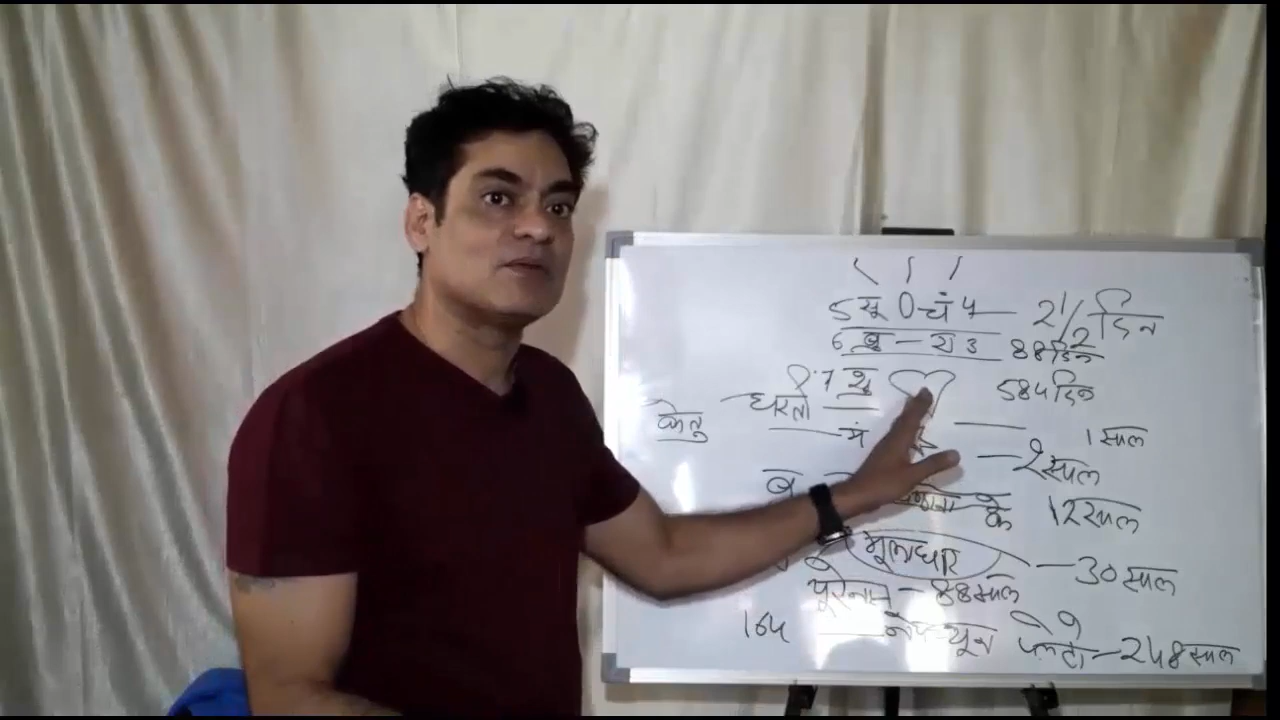 5 सू 0-चं 4 — 2 1/2 दिन
6 बु - रा 3 88 दिन
7 शु 584 दिन
केतु धरती — 1 साल
— मं — 2 साल
बृ के 12 साल
मूलाधार — 30 साल
यूरेनस - 84 साल
नेपच्यून प्लेटो - 248 साल